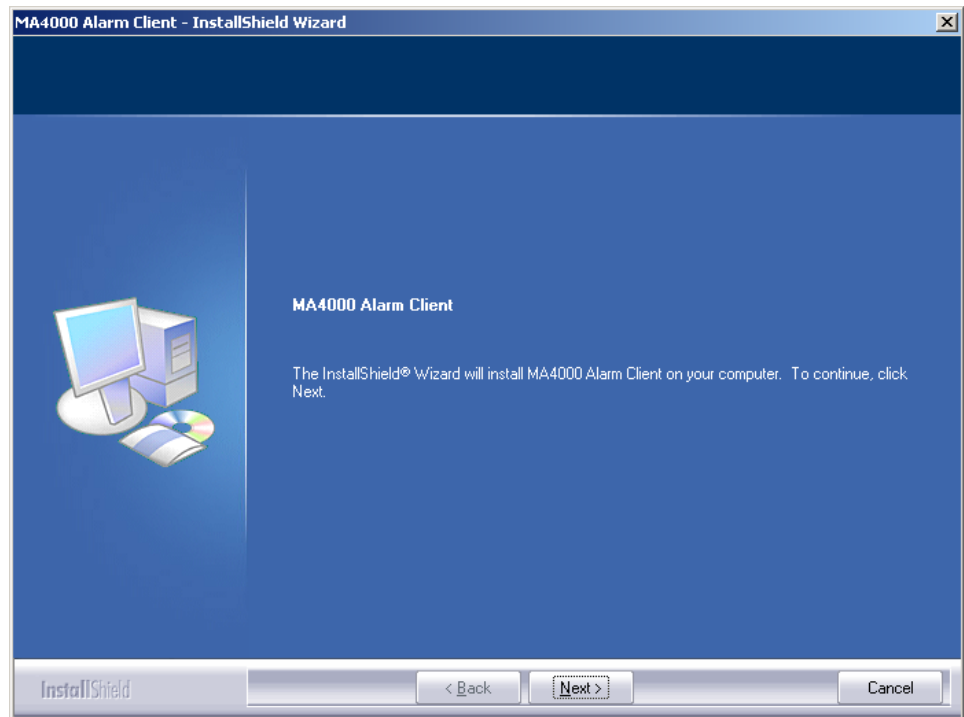 MA4000 Alarm Client - InstallShield Wizard
MA4000 Alarm Client
The InstallShield® Wizard will install MA4000 Alarm Client on your computer. To continue, click
Next.
InstallShield
< Back
Next >
Cancel